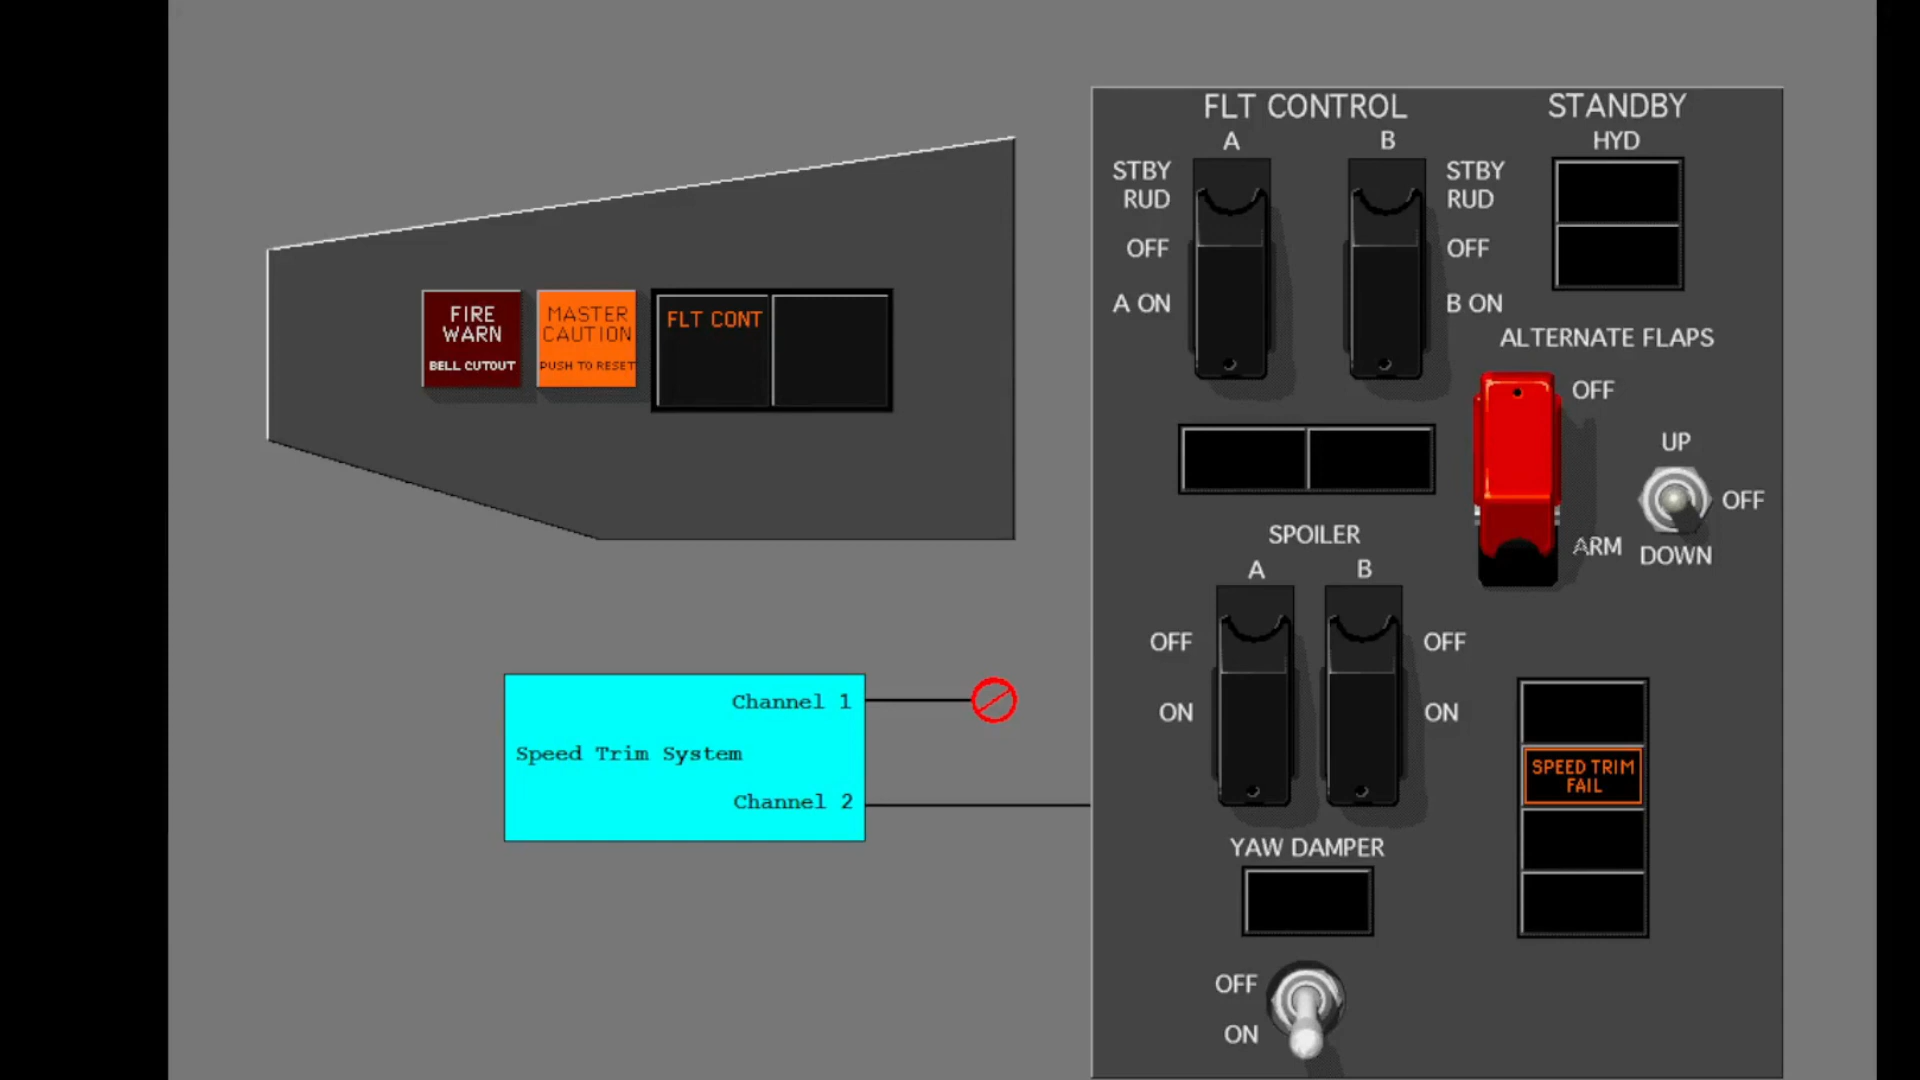 FLT CONTROL
STANDBY
A
B
HYD
STBY
RUD
STBY
RUD
OFF
OFF
A ON
B ON
ALTERNATE FLAPS
FIRE
WARN
BELL CUTOUT
MASTER
CAUTION
PUSH TO RESET
FLT CONT
OFF
UP
OFF
ARM
DOWN
SPOILER
A
B
OFF
OFF
ON
ON
Channel 1
Speed Trim System
Channel 2
SPEED TRIM
FAIL
YAW DAMPER
OFF
ON